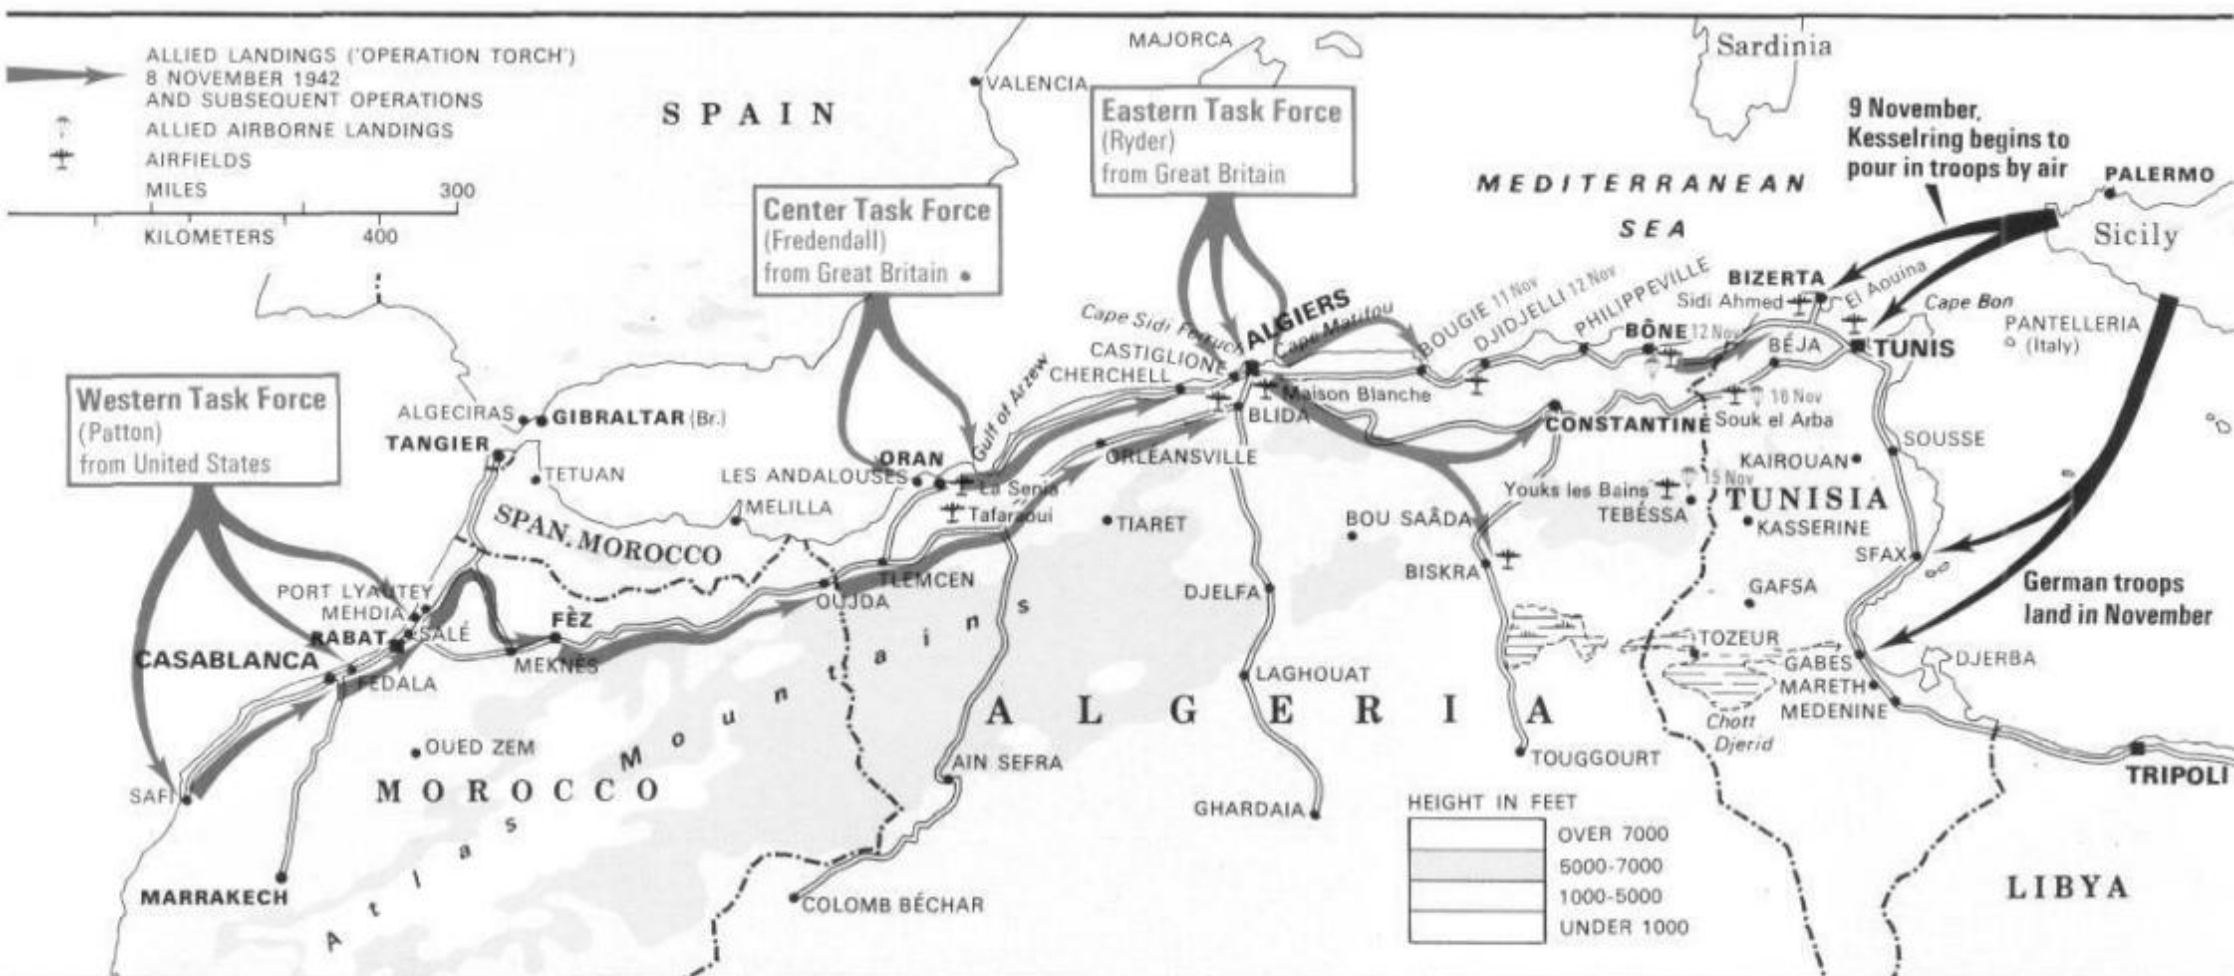 ALLIED LANDINGS ('OPERATION TORCH')
8 NOVEMBER 1942
AND SUBSEQUENT OPERATIONS
ALLIED AIRBORNE LANDINGS
AIRFIELDS
MILES
300
KILOMETERS
400
SPAIN
VALENCIA
MAJORCA
Sardinia
Eastern Task Force
(Ryder)
from Great Britain
Center Task Force
(Fredendall)
from Great Britain
Western Task Force
(Patton)
from United States
MEDITERRANEAN
SEA
9 November,
Kesselring begins to
pour in troops by air
PALERMO
Sicily
BIZERTA
Sidi Ahmed
El Aouina
Cape Bon
PANTELLERIA
(Italy)
TUNIS
BÉJA
BÔNE 12 Nov
PHILIPPEVILLE
DJIDJELLI 12 Nov
BOUGIE 11 Nov
Cape Matifou
ALGIERS
Cape Sidi Ferruch
CASTIGLIONE
CHERCHELL
Maison Blanche
BLIDA
CONSTANTINE
16 Nov
Souk el Arba
SOUSSE
KAIROUAN
ALGECIRAS
GIBRALTAR (Br.)
TANGIER
TETUAN
SPAN. MOROCCO
MELILLA
LES ANDALOUSES
ORAN
Gulf of Arzew
La Senia
Tafaraoui
ORLÉANSVILLE
TIARET
BOU SAÂDA
BISKRA
Youks les Bains
15 Nov
TEBÉSSA
TUNISIA
KASSERINE
SFAX
GAFSA
German troops
land in November
PORT LYAUTEY
MEHDIA
RABAT
SALÉ
CASABLANCA
FEDALA
MEKNÈS
FÈZ
OUJDA
TLEMCEN
DJELFA
LAGHOUAT
TOZEUR
GABES
MARETH
MEDENINE
DJERBA
Chott
Djerid
ALGERIA
SAFI
OUED ZEM
MOROCCO
Atlas Mountains
AIN SEFRA
GHARDAIA
TOUGGOURT
TRIPOLI
MARRAKECH
COLOMB BÉCHAR
HEIGHT IN FEET
OVER 7000
5000-7000
1000-5000
UNDER 1000
LIBYA